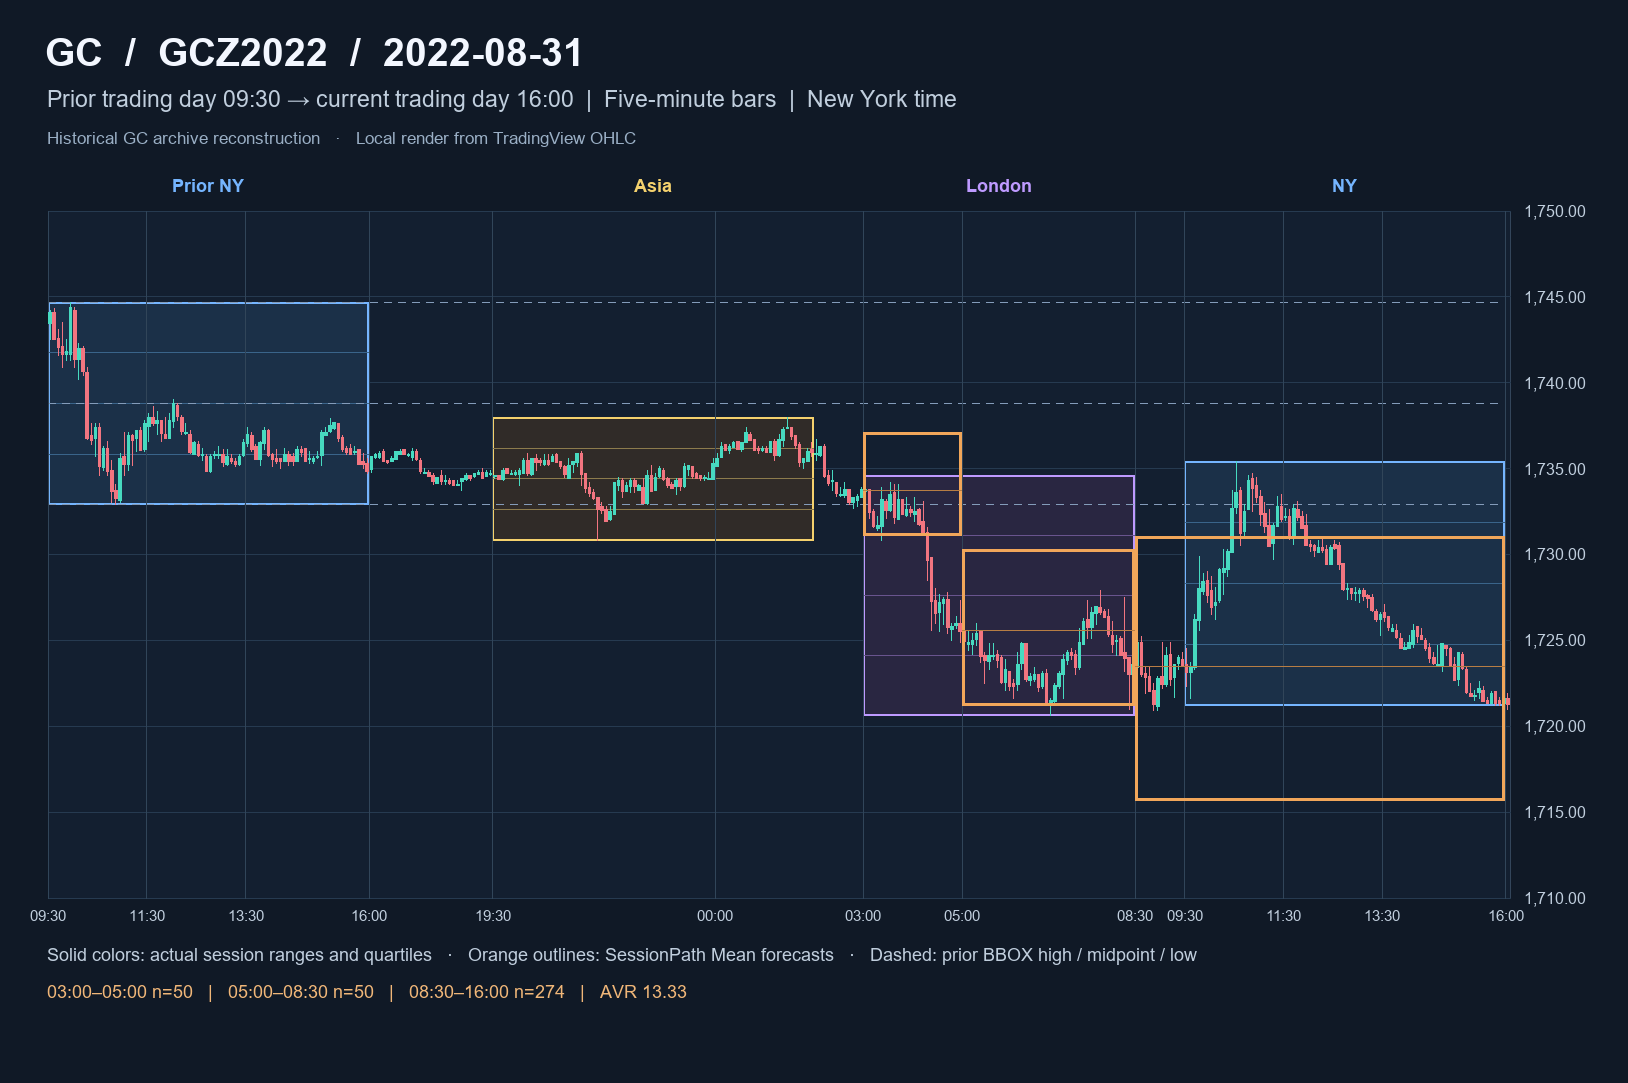 GC / GCZ2022 / 2022-08-31
Prior trading day 09:30 → current trading day 16:00 | Five-minute bars | New York time
Historical GC archive reconstruction · Local render from TradingView OHLC
Prior NY Asia London NY
1,750.00
1,745.00
1,740.00
1,735.00
1,730.00
1,725.00
1,720.00
1,715.00
1,710.00
09:30 11:30 13:30 16:00 19:30 00:00 03:00 05:00 08:30 09:30 11:30 13:30 16:00
Solid colors: actual session ranges and quartiles · Orange outlines: SessionPath Mean forecasts · Dashed: prior BBOX high / midpoint / low
03:00–05:00 n=50 | 05:00–08:30 n=50 | 08:30–16:00 n=274 | AVR 13.33